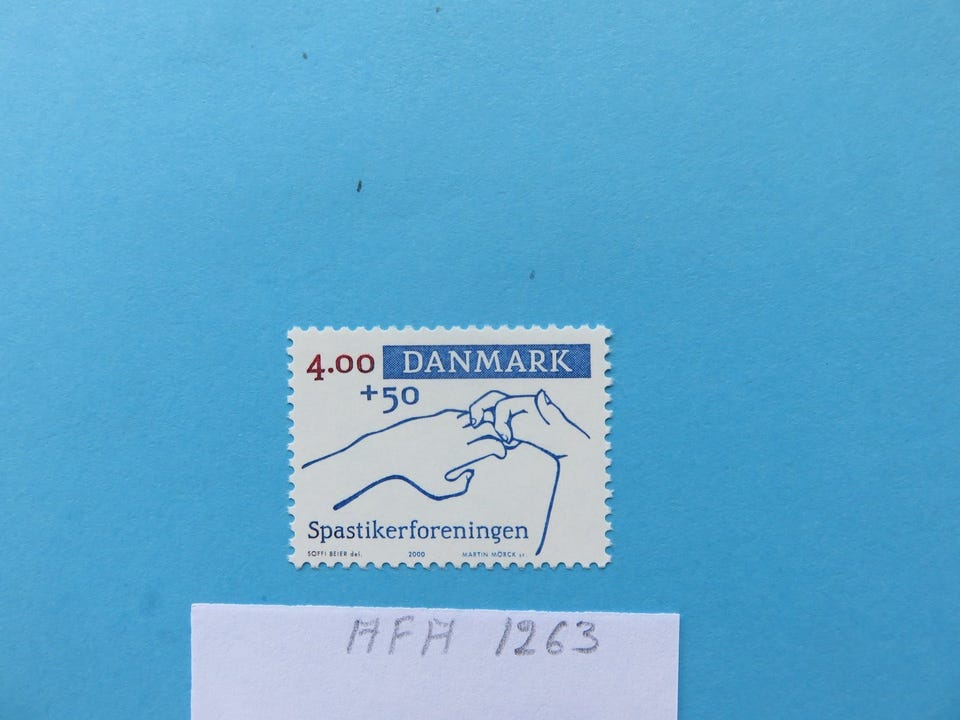 4.00 DANMARK
+50
Spastikerforeningen
SOFFI BEIER del. 2000 MARTIN MÖRCK sc.
AFA 1263